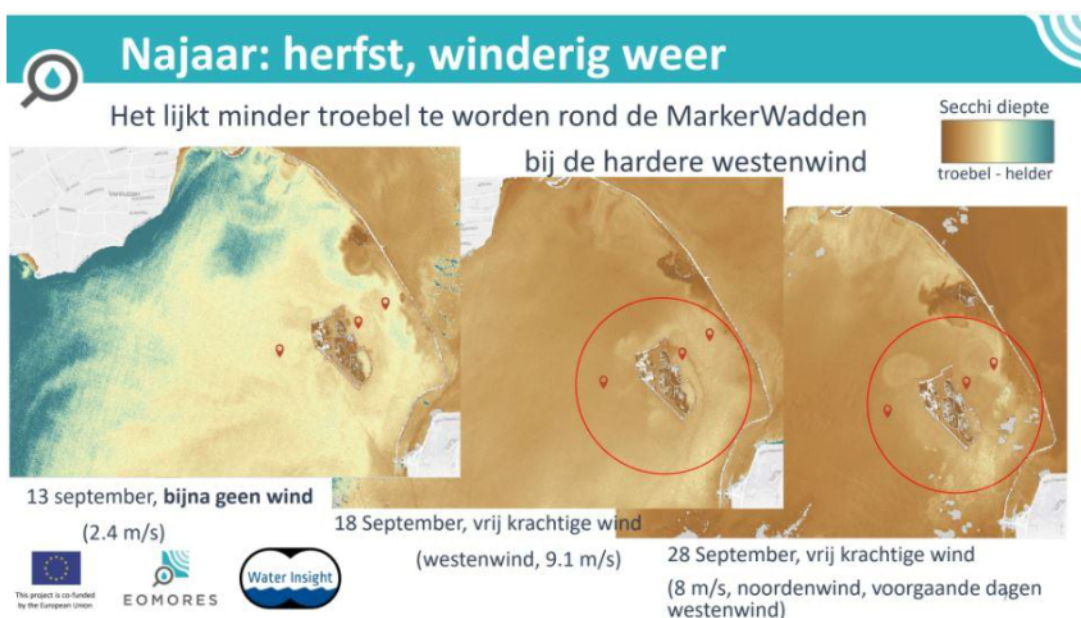 Najaar: herfst, winderig weer
Het lijkt minder troebel te worden rond de MarkerWadden
bij de hardere westenwind
Secchi diepte
troebel - helder
13 september, bijna geen wind
(2.4 m/s)
18 September, vrij krachtige wind
(westenwind, 9.1 m/s)
28 September, vrij krachtige wind
(8 m/s, noordenwind, voorgaande dagen
westenwind)
This project is co-funded
by the European Union
EOMORES
Water Insight